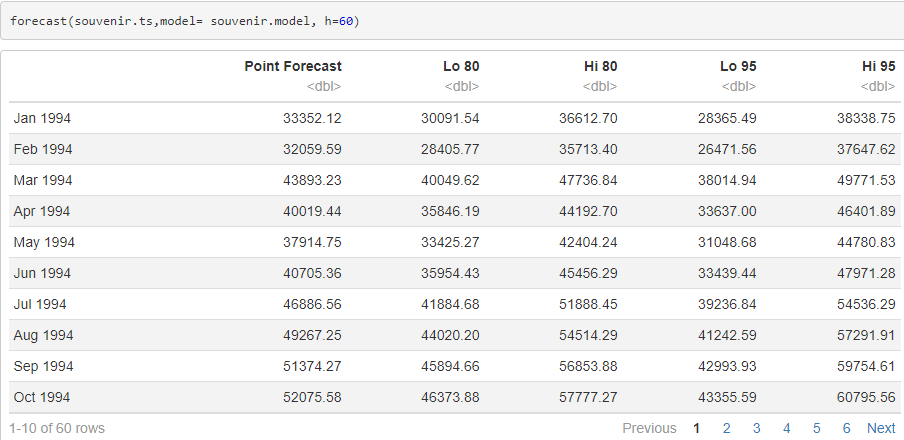 forecast(souvenir.ts,model= souvenir.model, h=60)
Point Forecast Lo 80 Hi 80 Lo 95 Hi 95
<dbl> <dbl> <dbl> <dbl> <dbl>
Jan 1994 33352.12 30091.54 36612.70 28365.49 38338.75
Feb 1994 32059.59 28405.77 35713.40 26471.56 37647.62
Mar 1994 43893.23 40049.62 47736.84 38014.94 49771.53
Apr 1994 40019.44 35846.19 44192.70 33637.00 46401.89
May 1994 37914.75 33425.27 42404.24 31048.68 44780.83
Jun 1994 40705.36 35954.43 45456.29 33439.44 47971.28
Jul 1994 46886.56 41884.68 51888.45 39236.84 54536.29
Aug 1994 49267.25 44020.20 54514.29 41242.59 57291.91
Sep 1994 51374.27 45894.66 56853.88 42993.93 59754.61
Oct 1994 52075.58 46373.88 57777.27 43355.59 60795.56
1-10 of 60 rows Previous 1 2 3 4 5 6 Next